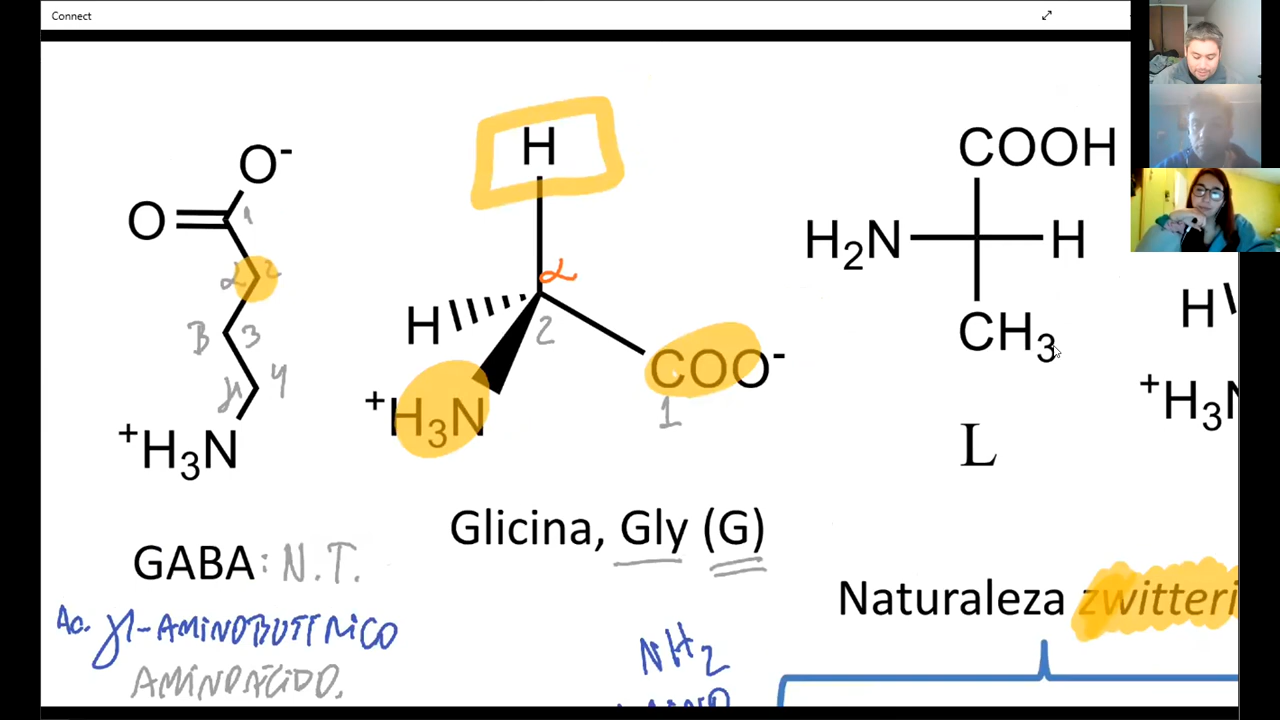 Connect
O-
O
1
α 2
β 3
γ 4
+H3N
GABA: N.T.
Ac. γ-AMINOBUTÍRICO
AMINOÁCIDO.
H
α
H
2
+H3N
COO-
1
Glicina, Gly (G)
NH2
COOH
H2N H
CH3
L
H
+H3N
Naturaleza zwitteri